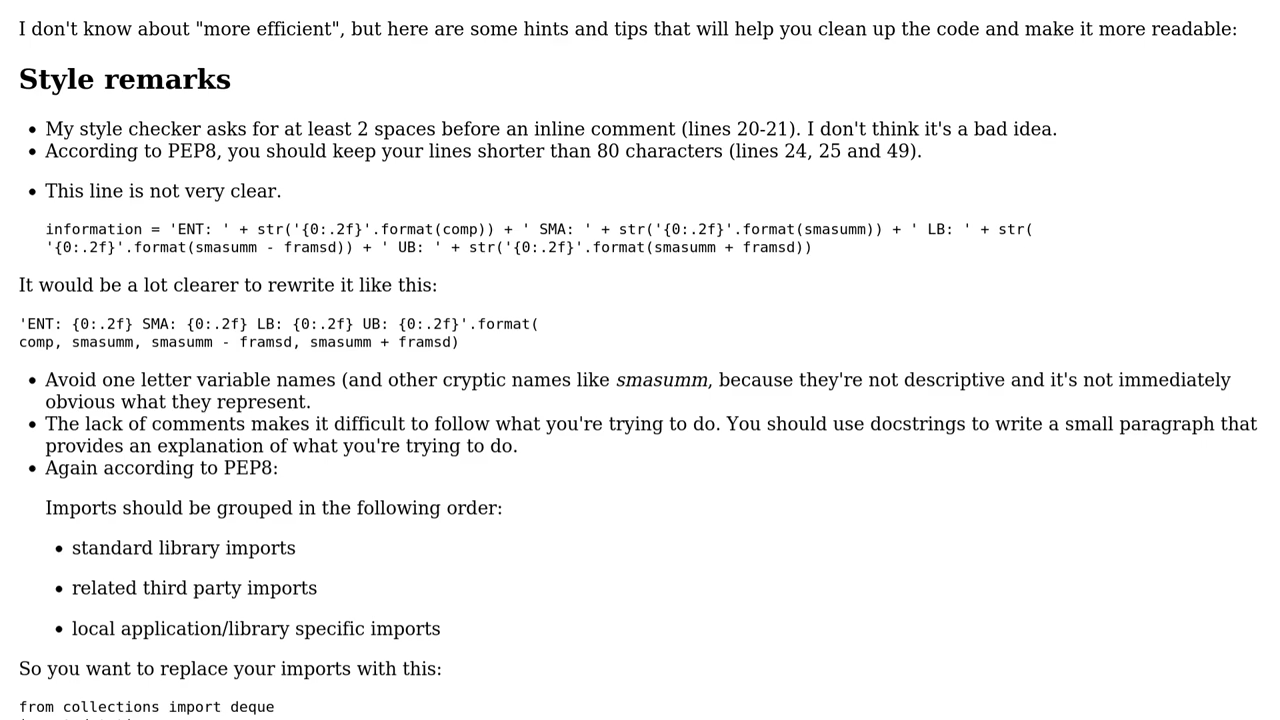 I don't know about "more efficient", but here are some hints and tips that will help you clean up the code and make it more readable:
Style remarks
• My style checker asks for at least 2 spaces before an inline comment (lines 20-21). I don't think it's a bad idea.
• According to PEP8, you should keep your lines shorter than 80 characters (lines 24, 25 and 49).
• This line is not very clear.
information = 'ENT: ' + str('{0:.2f}'.format(comp)) + ' SMA: ' + str('{0:.2f}'.format(smasumm)) + ' LB: ' + str(
'{0:.2f}'.format(smasumm - framsd)) + ' UB: ' + str('{0:.2f}'.format(smasumm + framsd))
It would be a lot clearer to rewrite it like this:
'ENT: {0:.2f} SMA: {0:.2f} LB: {0:.2f} UB: {0:.2f}'.format(
comp, smasumm, smasumm - framsd, smasumm + framsd)
• Avoid one letter variable names (and other cryptic names like smasumm, because they're not descriptive and it's not immediately
obvious what they represent.
• The lack of comments makes it difficult to follow what you're trying to do. You should use docstrings to write a small paragraph that
provides an explanation of what you're trying to do.
• Again according to PEP8:
Imports should be grouped in the following order:
• standard library imports
• related third party imports
• local application/library specific imports
So you want to replace your imports with this:
from collections import deque